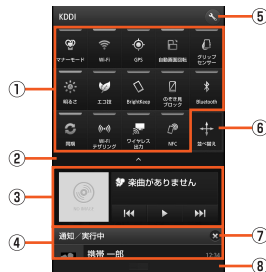 KDDI
⑤
マナーモード Wi-Fi GPS 自動画面回転 グリップセンサー
①
明るさ エコ技 BrightKeep のぞき見ブロック Bluetooth
同期 Wi-Fiテザリング ワイヤレス出力 NFC 並べ替え
⑥
②
③
楽曲がありません
通知/実行中
⑦
④
携帯 一郎 12:34
⑧